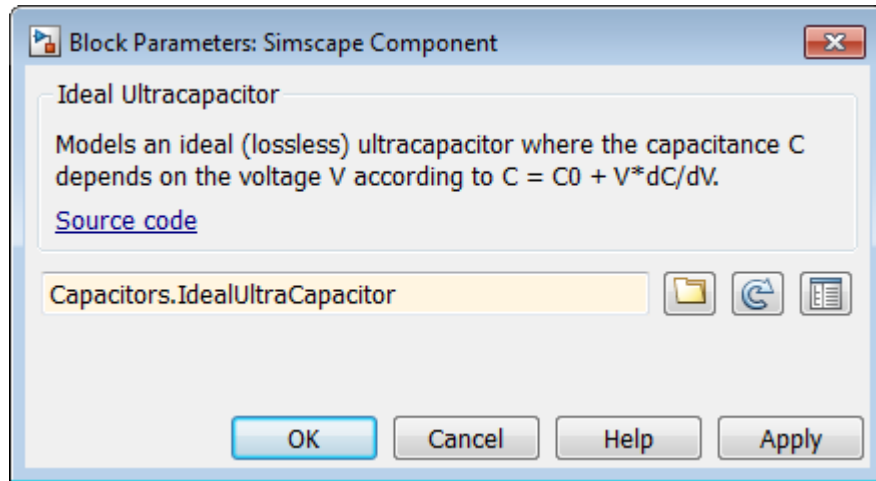 Block Parameters: Simscape Component
Ideal Ultracapacitor
Models an ideal (lossless) ultracapacitor where the capacitance C
depends on the voltage V according to C = C0 + V*dC/dV.
Source code
Capacitors.IdealUltraCapacitor
OK Cancel Help Apply